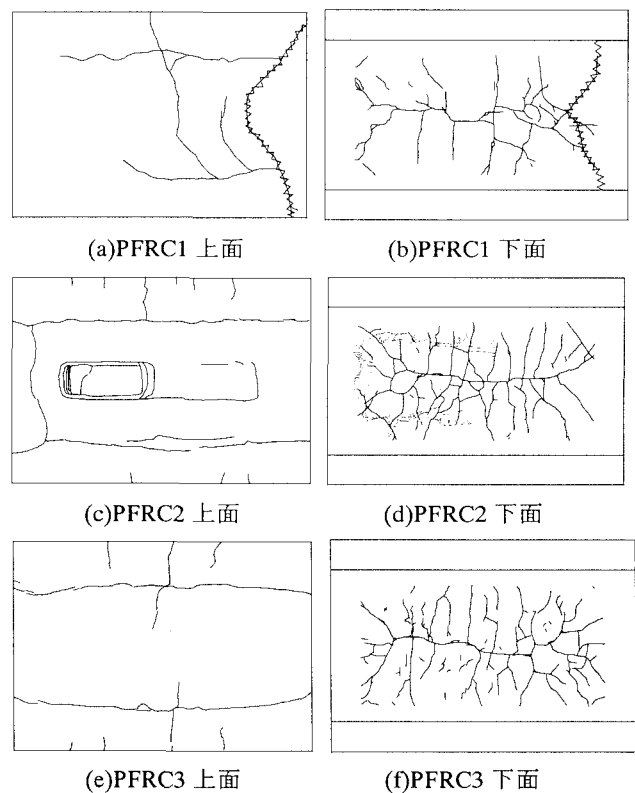 (a)PFRC1 上面
(b)PFRC1 下面
(c)PFRC2 上面
(d)PFRC2 下面
(e)PFRC3 上面
(f)PFRC3 下面